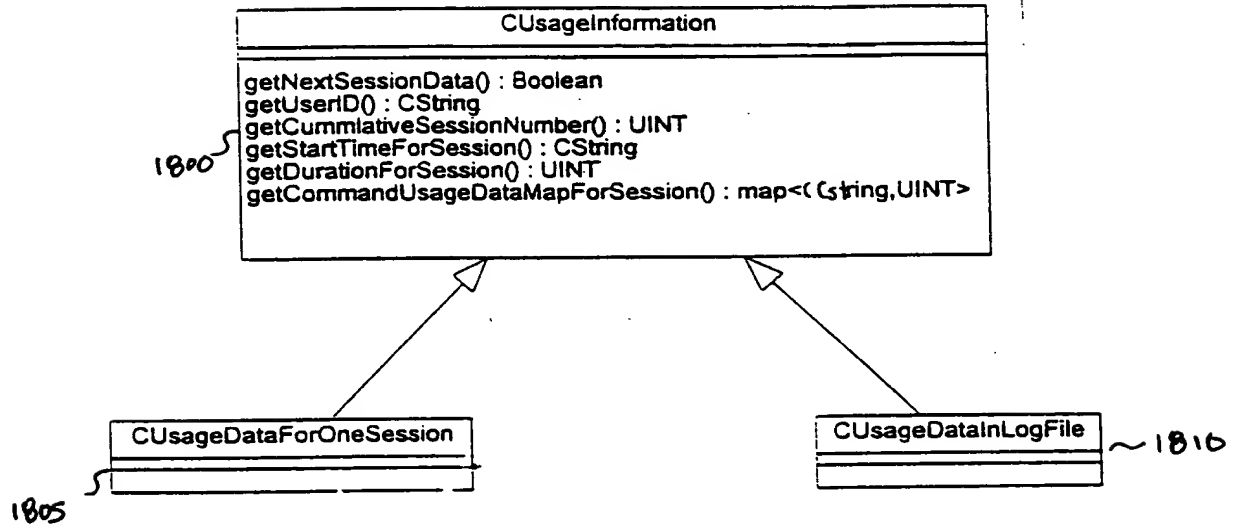 CUsageInformation
getNextSessionData() : Boolean
getUserID() : CString
getCummlativeSessionNumber() : UINT
getStartTimeForSession() : CString
getDurationForSession() : UINT
getCommandUsageDataMapForSession() : map<(Cstring,UINT>
1800
CUsageDataForOneSession
CUsageDataInLogFile
1810
1805